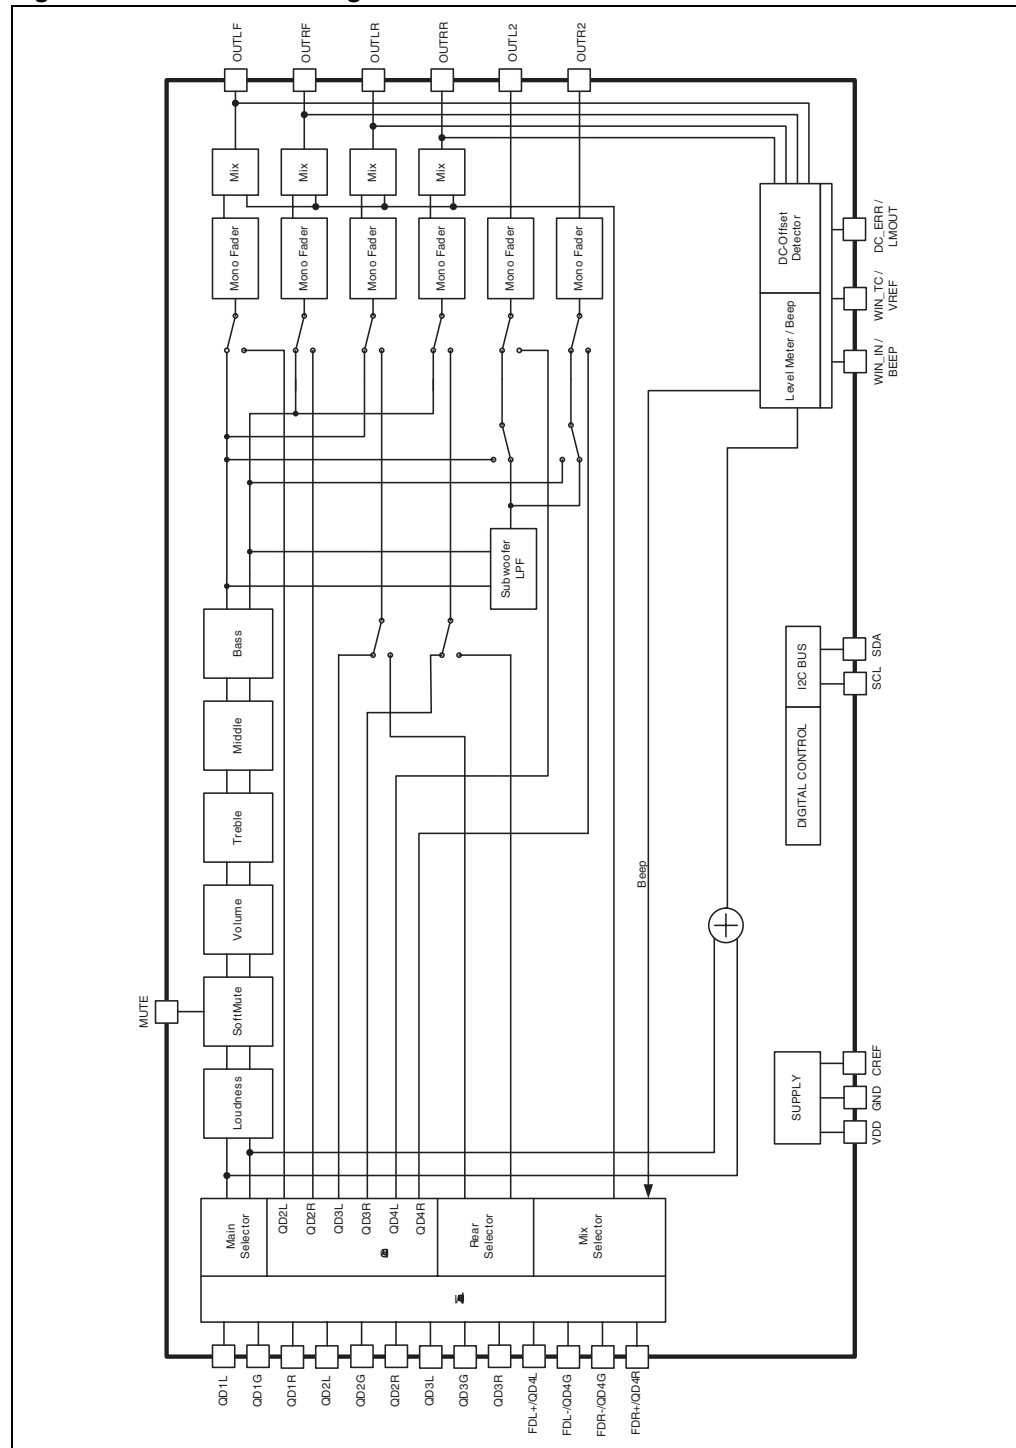 OUTLF
OUTRF
OUTLR
OUTRR
OUTL2
OUTR2
Mix
Mix
Mix
Mix
Mono Fader
Mono Fader
Mono Fader
Mono Fader
Mono Fader
Mono Fader
DC-Offset
Detector
Level Meter / Beep
DC_ERR /
LMOUT
WIN_TC /
VREF
WIN_IN /
BEEP
Subwoofer
LPF
Bass
Middle
Treble
Volume
SoftMute
Loudness
MUTE
I2C BUS
DIGITAL CONTROL
SDA
SCL
Beep
SUPPLY
CREF
GND
VDD
Main
Selector
QD2L
QD2R
QD3L
QD3R
QD4L
QD4R
Rear
Selector
Mix
Selector
QD1L
QD1G
QD1R
QD2L
QD2G
QD2R
QD3L
QD3G
QD3R
FDL+/QD4L
FDL-/QD4G
FDR-/QD4G
FDR+/QD4R